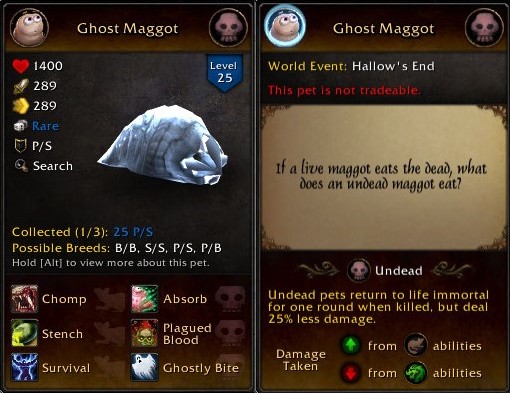 Ghost Maggot
1400
Level
25
289
289
Rare
P/S
Search
Collected (1/3): 25 P/S
Possible Breeds: B/B, S/S, P/S, P/B
Hold [Alt] to view more about this pet.
Chomp
Absorb
Stench
Plagued
Blood
Survival
Ghostly Bite
Ghost Maggot
World Event: Hallow's End
This pet is not tradeable.
If a live maggot eats the dead, what
does an undead maggot eat?
Undead
Undead pets return to life immortal
for one round when killed, but deal
25% less damage.
Damage
Taken
from abilities
from abilities